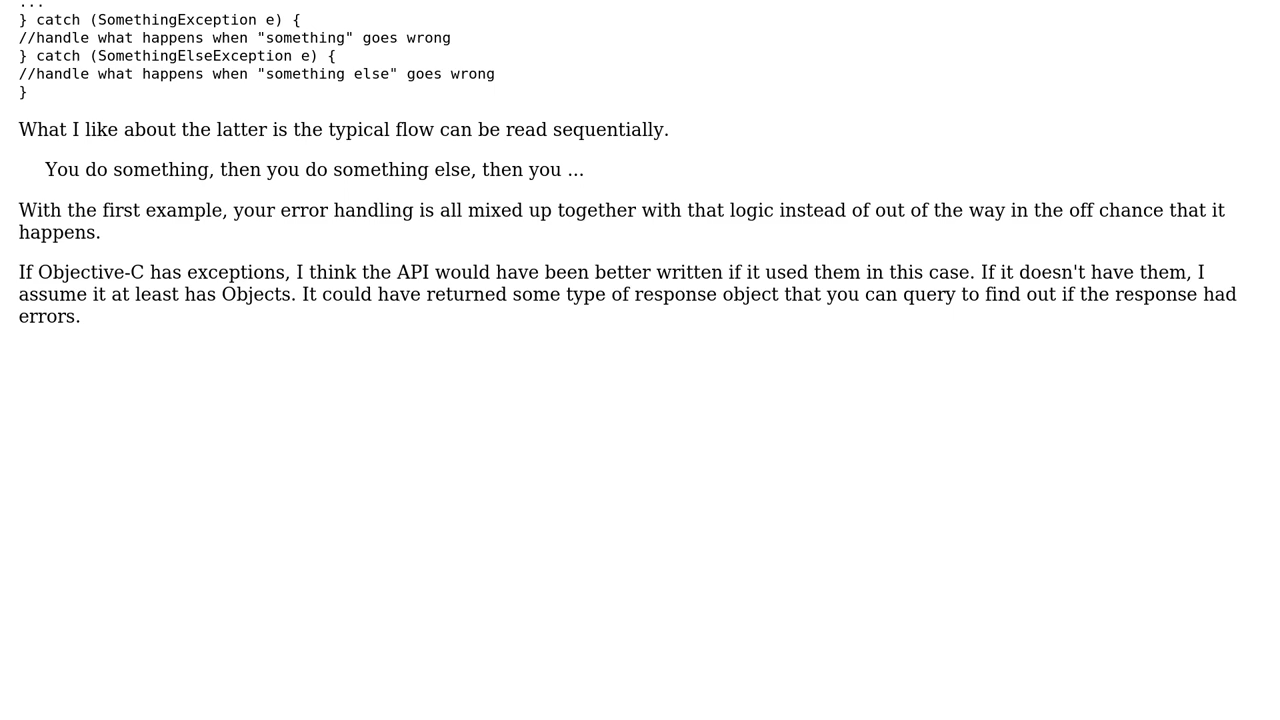 ...
} catch (SomethingException e) {
//handle what happens when "something" goes wrong
} catch (SomethingElseException e) {
//handle what happens when "something else" goes wrong
}
What I like about the latter is the typical flow can be read sequentially.
You do something, then you do something else, then you ...
With the first example, your error handling is all mixed up together with that logic instead of out of the way in the off chance that it
happens.
If Objective-C has exceptions, I think the API would have been better written if it used them in this case. If it doesn't have them, I
assume it at least has Objects. It could have returned some type of response object that you can query to find out if the response had
errors.